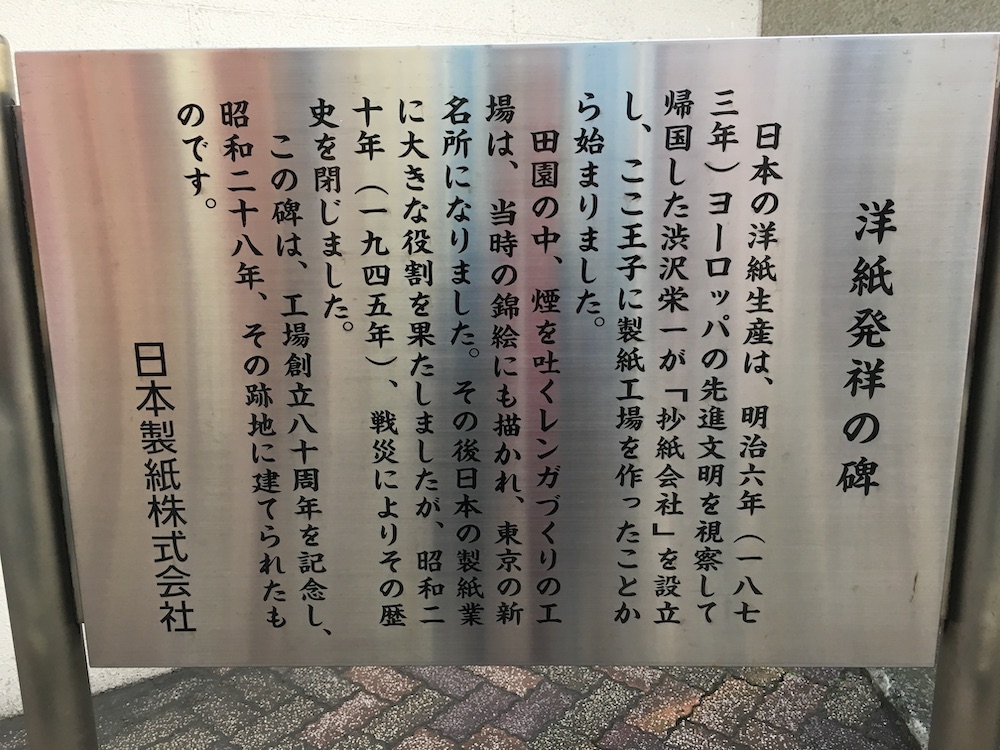 洋紙発祥の碑
日本の洋紙生産は、明治六年（一八七
三年）ヨーロッパの先進文明を視察して
帰国した渋沢栄一が「抄紙会社」を設立
し、ここ王子に製紙工場を作ったことか
ら始まりました。
田園の中、煙を吐くレンガづくりの工
場は、当時の錦絵にも描かれ、東京の新
名所になりました。その後日本の製紙業
に大きな役割を果たしましたが、昭和二
十年（一九四五年）、戦災によりその歴
史を閉じました。
この碑は、工場創立八十周年を記念し、
昭和二十八年、その跡地に建てられたも
のです。
日本製紙株式会社